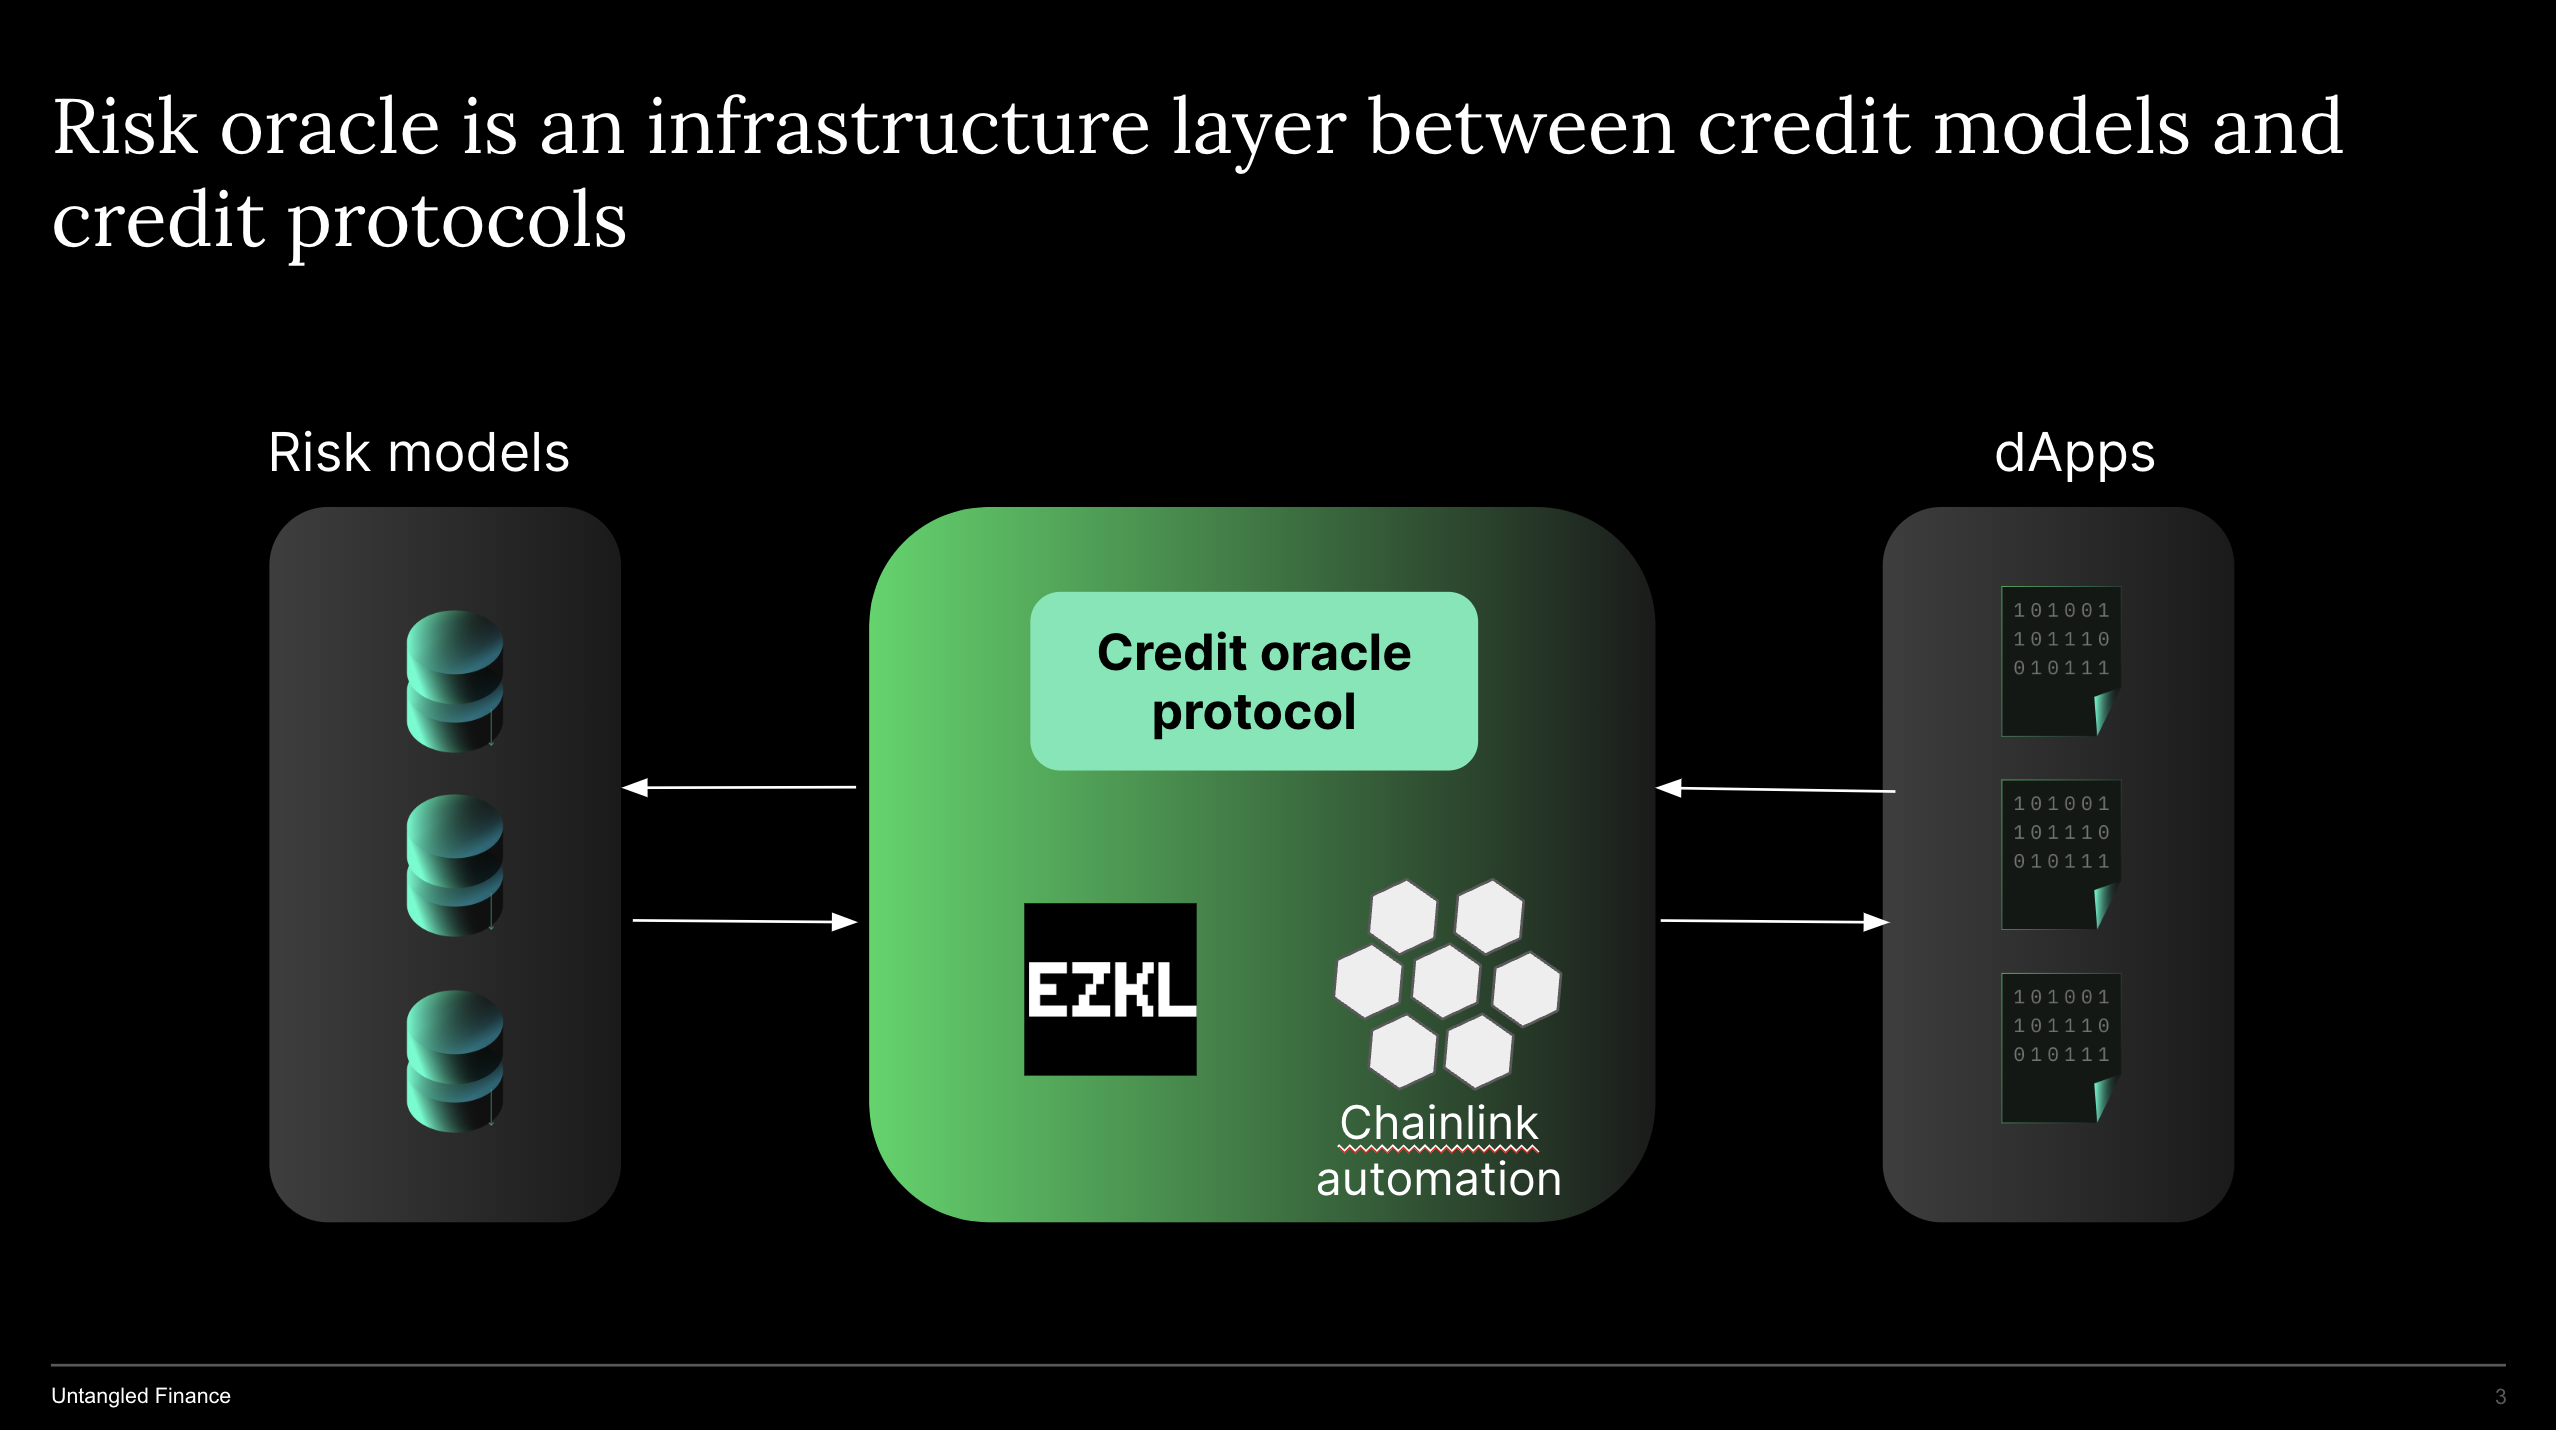 Risk oracle is an infrastructure layer between credit models and
credit protocols
Risk models
dApps
Credit oracle
protocol
EZKL
Chainlink
automation
101001
101110
010111
101001
101110
010111
101001
101110
010111
Untangled Finance
3